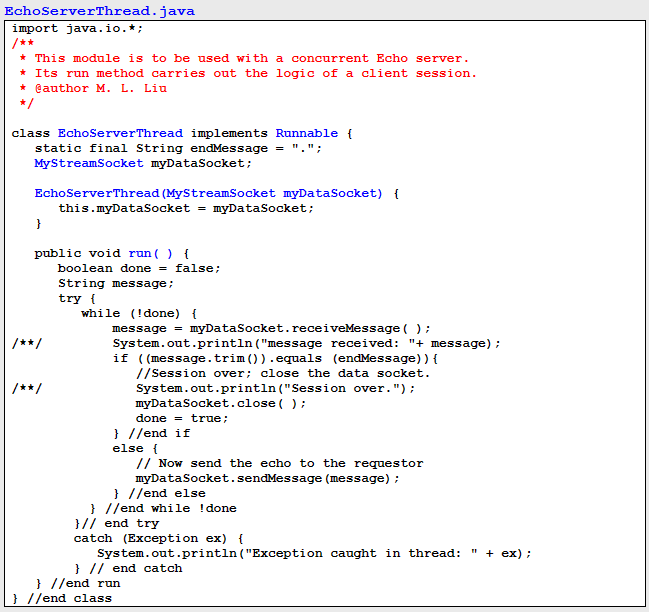 EchoServerThread.java
import java.io.*;
/**
 * This module is to be used with a concurrent Echo server.
 * Its run method carries out the logic of a client session.
 * @author M. L. Liu
 */
class EchoServerThread implements Runnable {
   static final String endMessage = ".";
   MyStreamSocket myDataSocket;
   EchoServerThread(MyStreamSocket myDataSocket) {
      this.myDataSocket = myDataSocket;
   }
   public void run( ) {
      boolean done = false;
      String message;
      try {
         while (!done) {
             message = myDataSocket.receiveMessage( );
/**/         System.out.println("message received: "+ message);
             if ((message.trim()).equals (endMessage)){
                //Session over; close the data socket.
/**/            System.out.println("Session over.");
                myDataSocket.close( );
                done = true;
             } //end if
             else {
                // Now send the echo to the requestor
                myDataSocket.sendMessage(message);
             } //end else
          } //end while !done
        }// end try
        catch (Exception ex) {
           System.out.println("Exception caught in thread: " + ex);
        } // end catch
   } //end run
} //end class